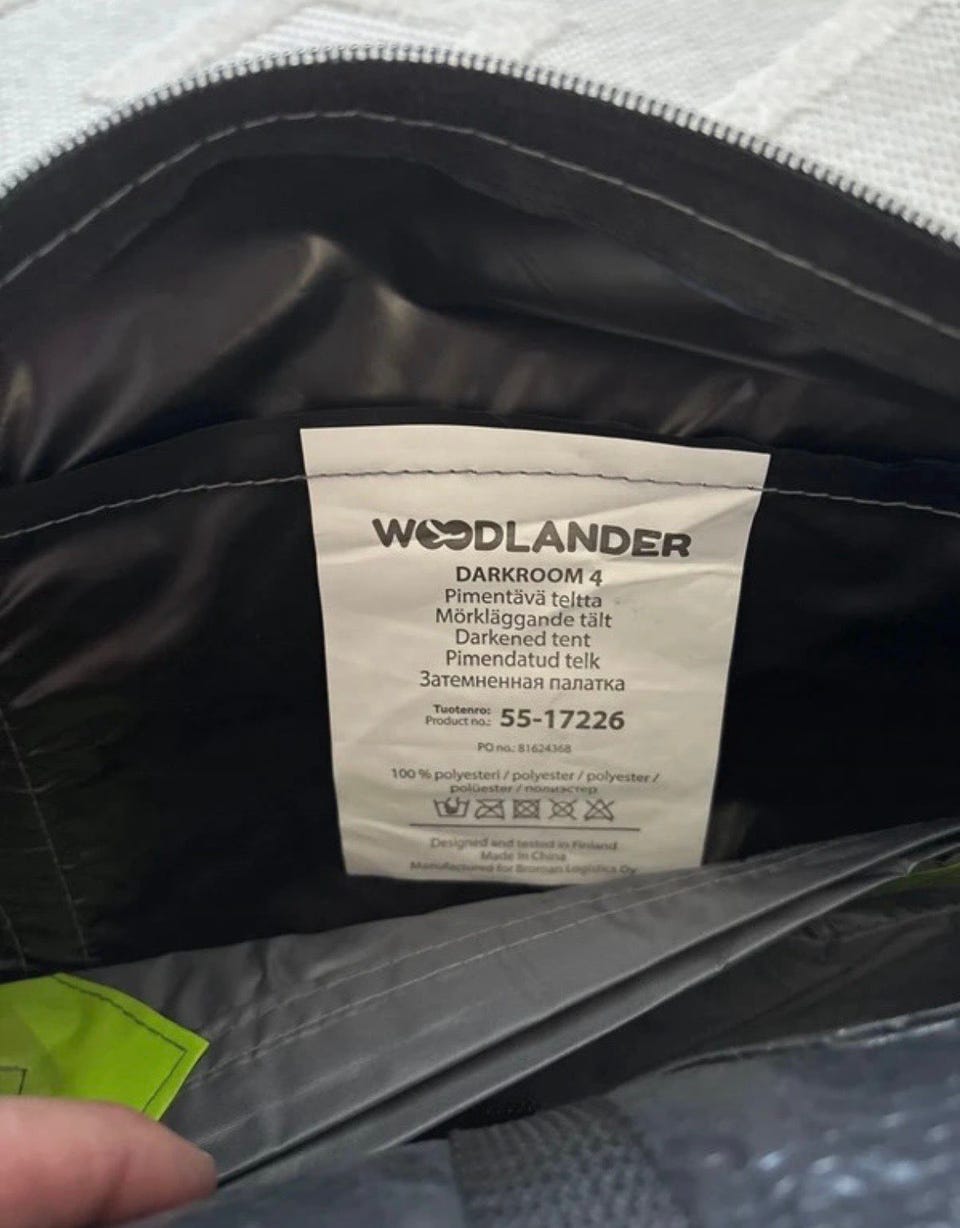 WOODLANDER
DARKROOM 4
Pimentävä teltta
Mörkläggande tält
Darkened tent
Pimendatud telk
Затемненная палатка
Tuotenro:
Product no.: 55-17226
PO no.: 81624368
100 % polyesteri / polyester / polyester /
polüester / полиэстер
Designed and tested in Finland
Made in China
Manufactured for Broman Logistics Oy